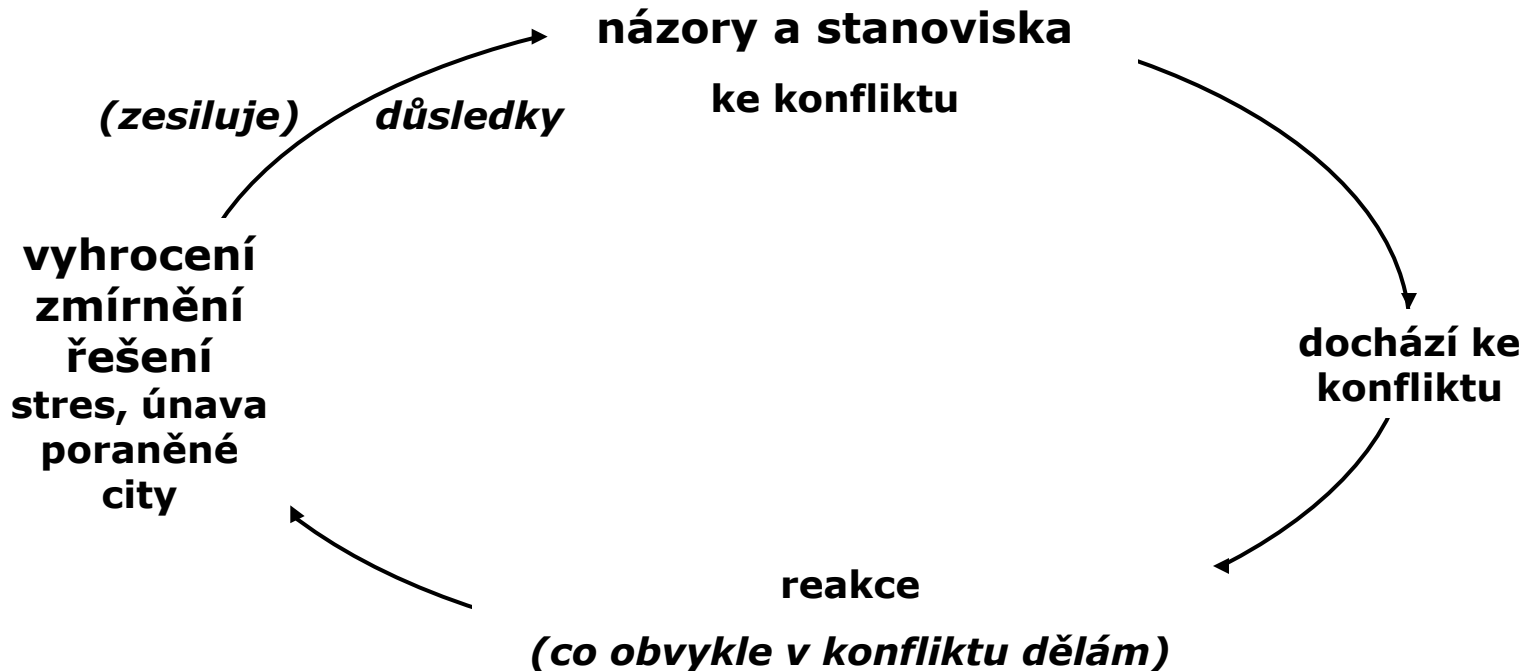 názory a stanoviska
ke konfliktu
(zesiluje) důsledky
vyhrocení
zmírnění
řešení
stres, únava
poraněné
city
dochází ke
konfliktu
reakce
(co obvykle v konfliktu dělám)